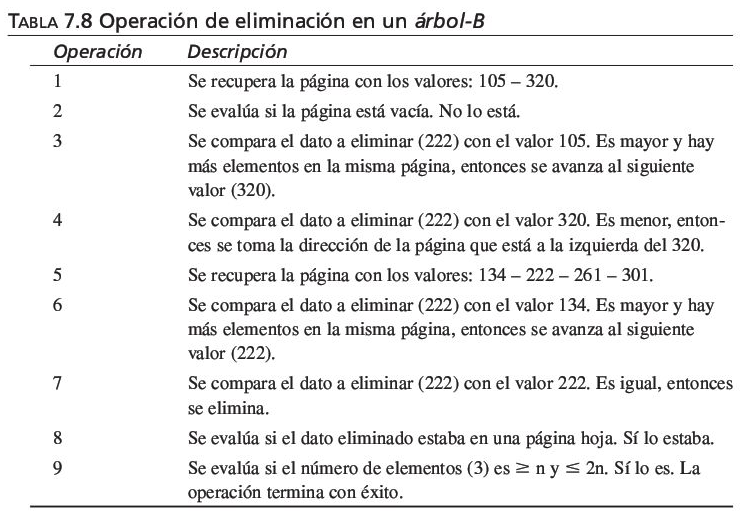 TABLA 7.8 Operación de eliminación en un árbol-B
Operación Descripción
1 Se recupera la página con los valores: 105 – 320.
2 Se evalúa si la página está vacía. No lo está.
3 Se compara el dato a eliminar (222) con el valor 105. Es mayor y hay
más elementos en la misma página, entonces se avanza al siguiente
valor (320).
4 Se compara el dato a eliminar (222) con el valor 320. Es menor, enton-
ces se toma la dirección de la página que está a la izquierda del 320.
5 Se recupera la página con los valores: 134 – 222 – 261 – 301.
6 Se compara el dato a eliminar (222) con el valor 134. Es mayor y hay
más elementos en la misma página, entonces se avanza al siguiente
valor (222).
7 Se compara el dato a eliminar (222) con el valor 222. Es igual, entonces
se elimina.
8 Se evalúa si el dato eliminado estaba en una página hoja. Sí lo estaba.
9 Se evalúa si el número de elementos (3) es ≥ n y ≤ 2n. Sí lo es. La
operación termina con éxito.